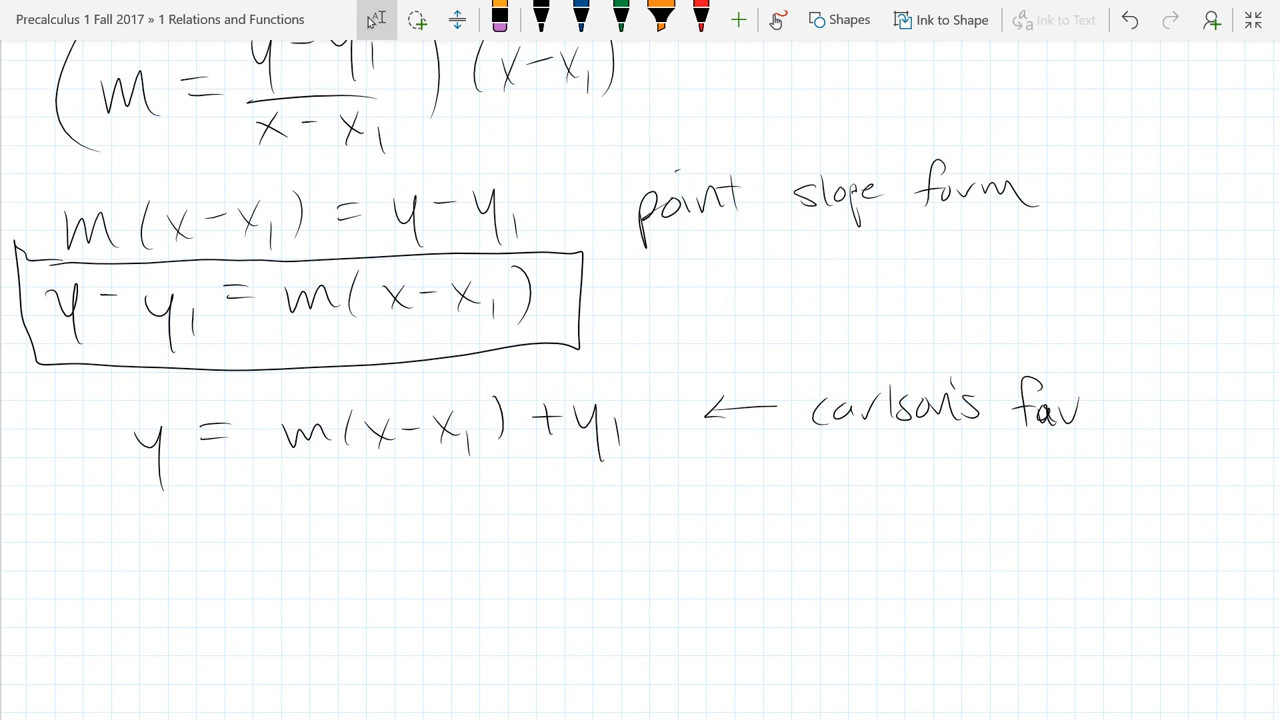 Precalculus 1 Fall 2017 » 1 Relations and Functions
Shapes
Ink to Shape
Ink to Text
(m = y - y1 / x - x1) (x - x1)
m(x - x1) = y - y1
point slope form
y - y1 = m(x - x1)
y = m(x - x1) + y1 ← carlson's fav